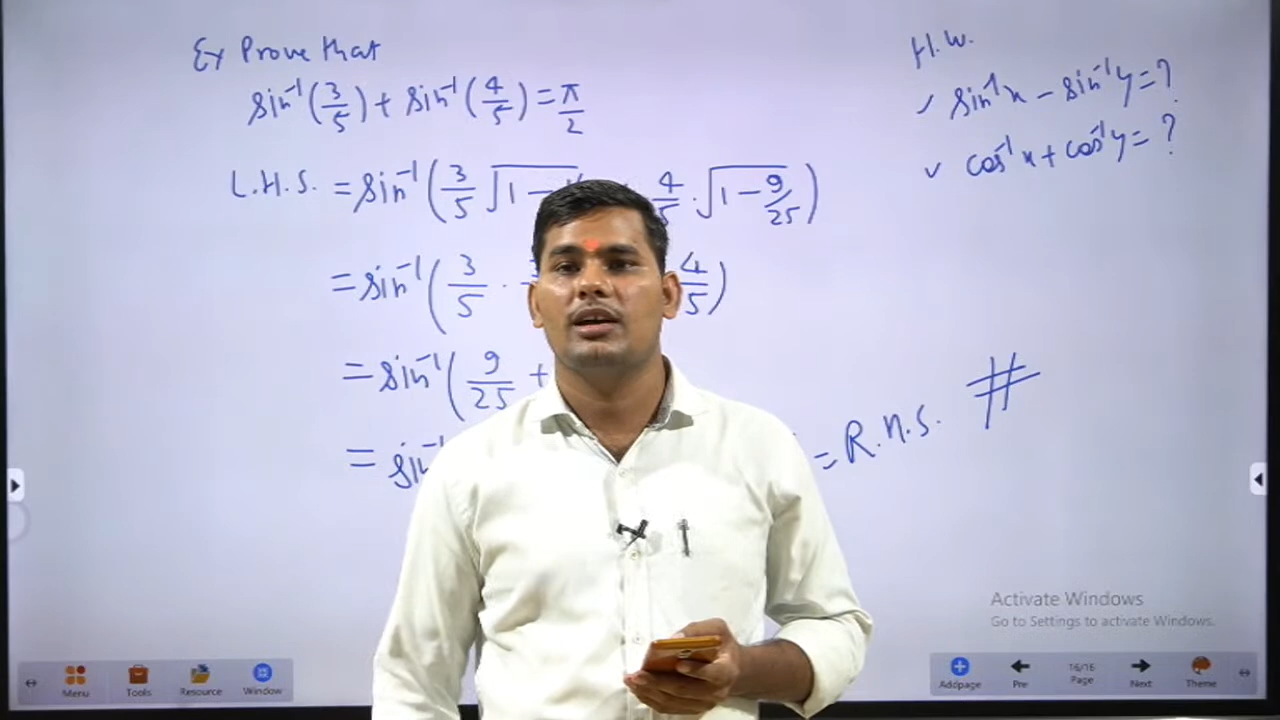 Ex Prove that
sin⁻¹(3/5) + sin⁻¹(4/5) = π/2
L.H.S. = sin⁻¹(3/5 √1 − 4/5 . √1 − 9/25)
= sin⁻¹(3/5 . 4/5)
= sin⁻¹(9/25 +
= sin⁻¹ = R.H.S. #
H.W.
✓ sin⁻¹x − sin⁻¹y = ?
✓ cos⁻¹x + cos⁻¹y = ?
Activate Windows
Go to Settings to activate Windows.
Menu Tools Resource Window
Addpage Pre 16/16 Page Next Theme